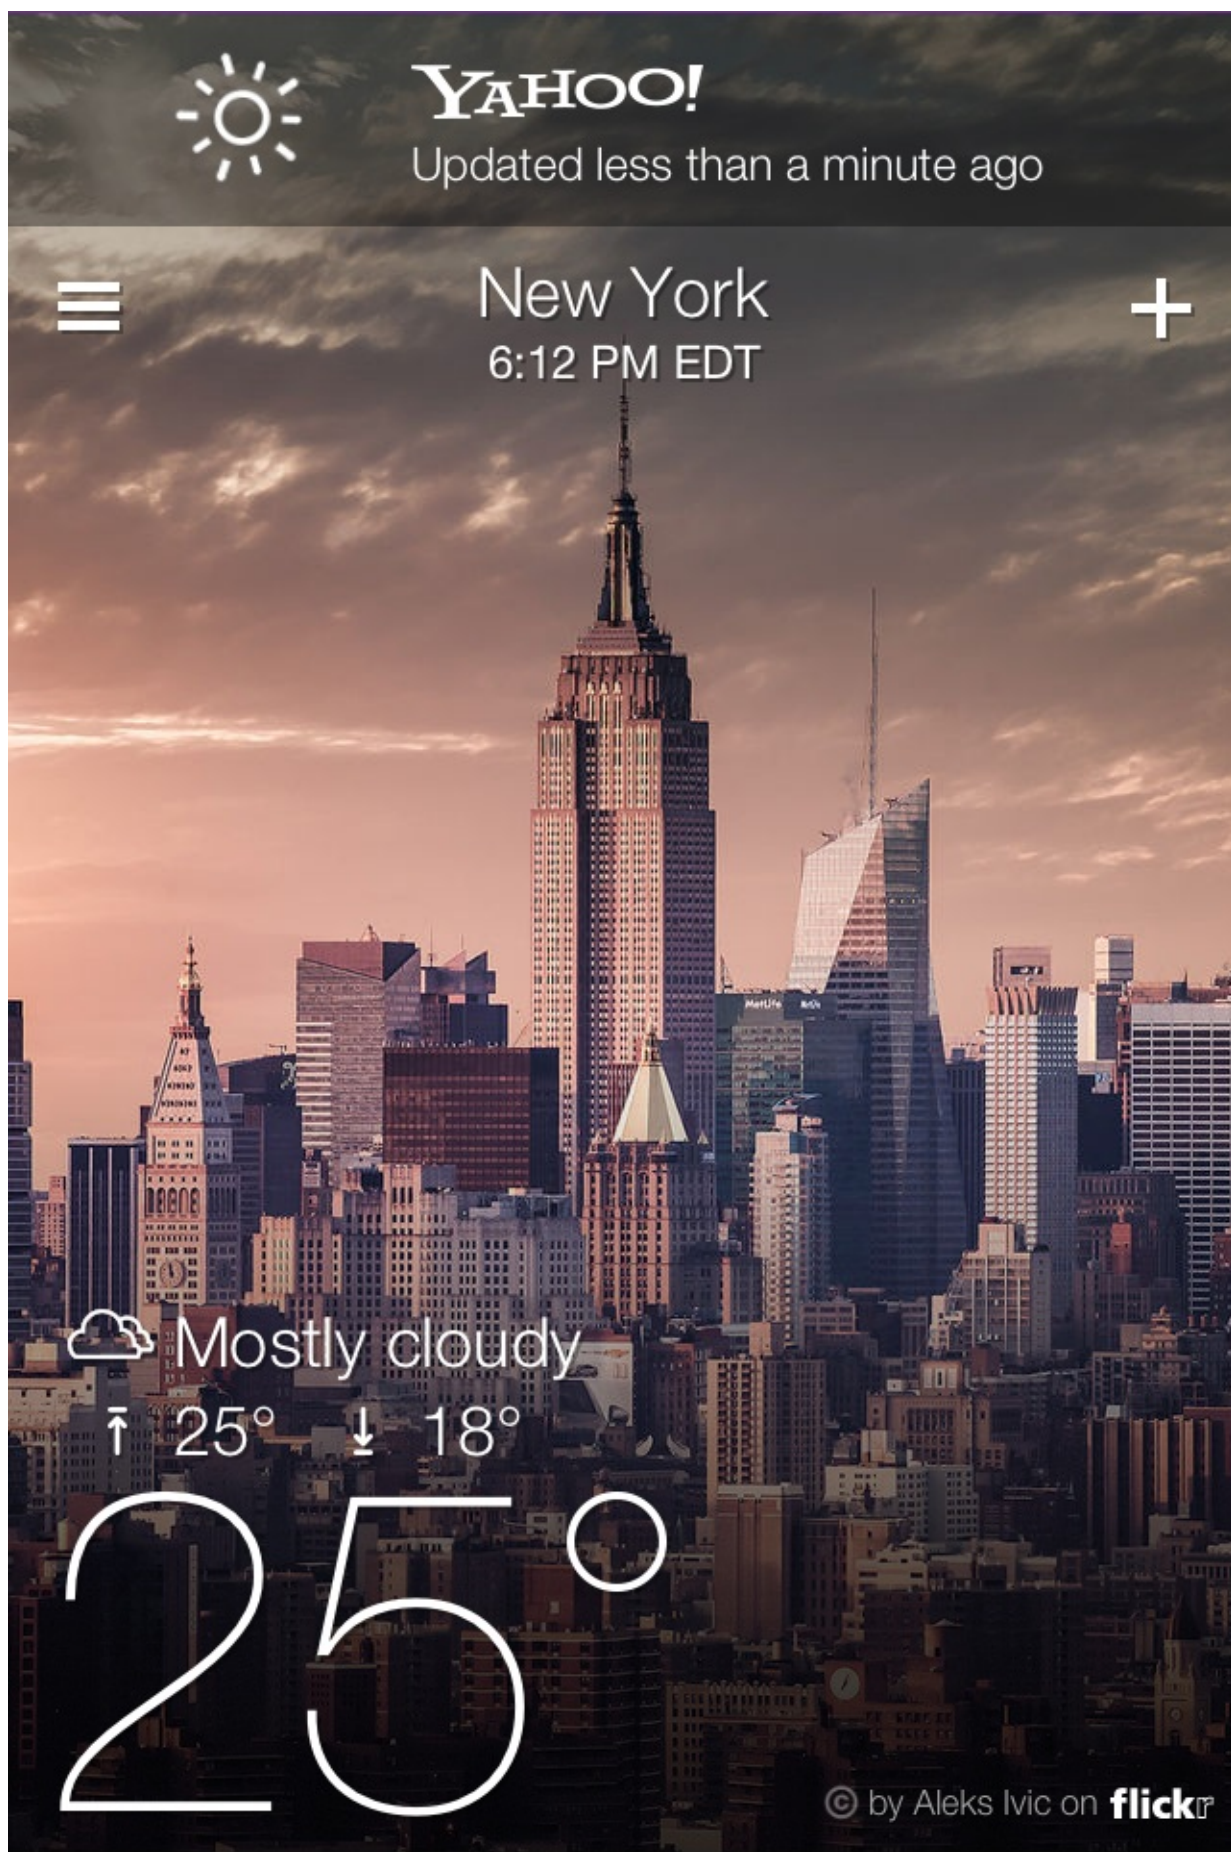 YAHOO!
Updated less than a minute ago
New York
6:12 PM EDT
MetLife
Mostly cloudy
25° 18°
25°
© by Aleks Ivic on flickr